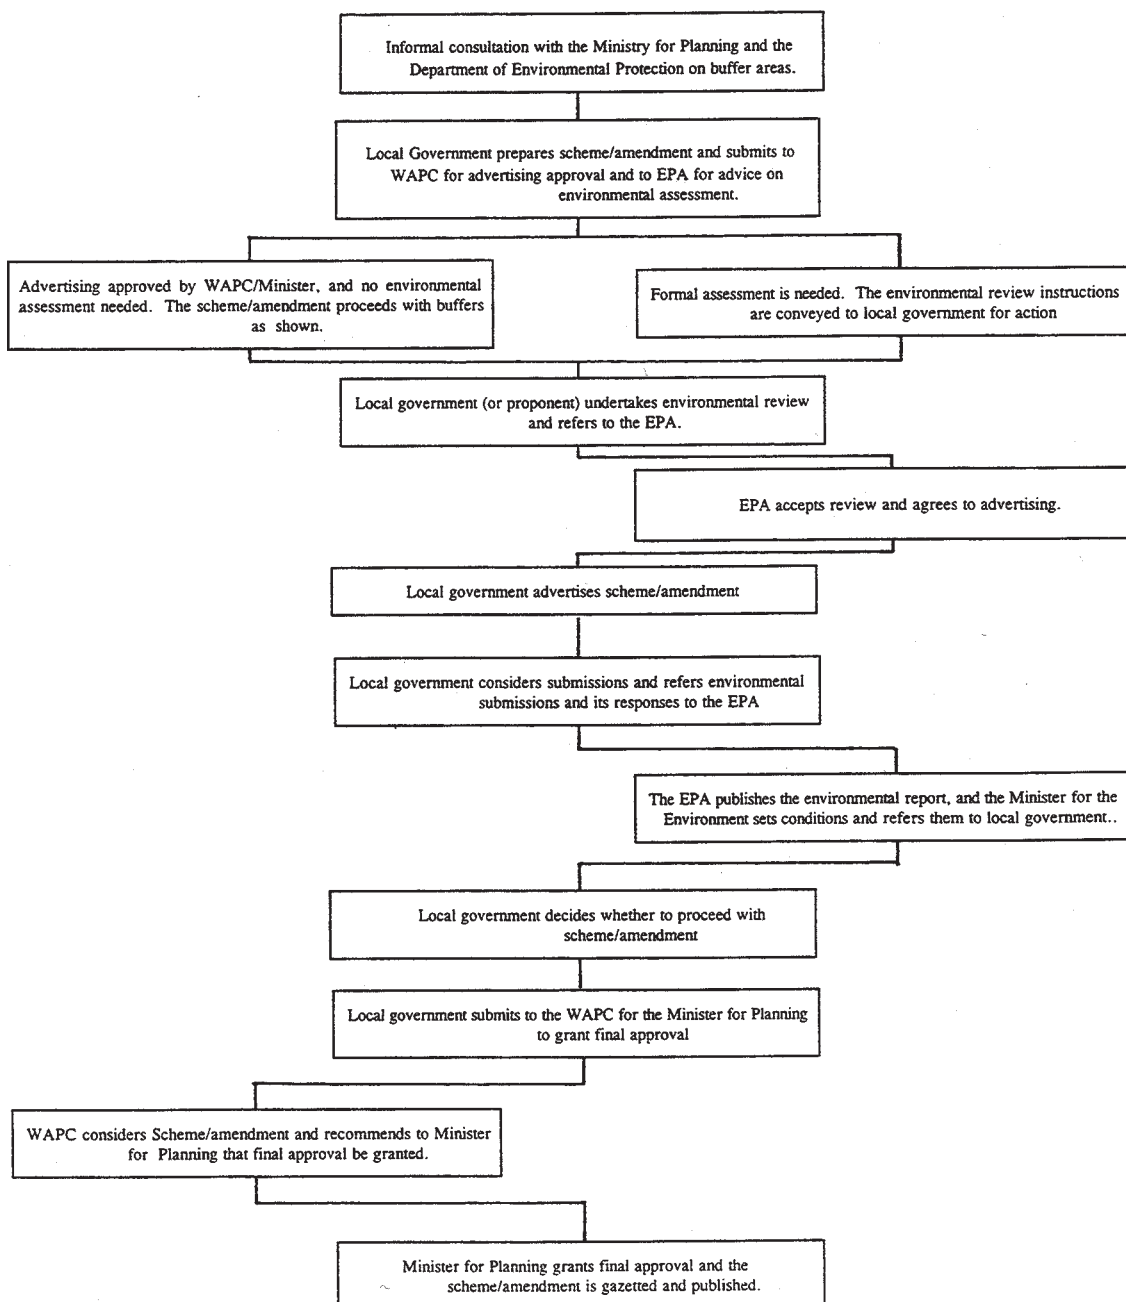 Informal consultation with the Ministry for Planning and the
Department of Environmental Protection on buffer areas.
Local Government prepares scheme/amendment and submits to
WAPC for advertising approval and to EPA for advice on
environmental assessment.
Advertising approved by WAPC/Minister, and no environmental
assessment needed. The scheme/amendment proceeds with buffers
as shown.
Formal assessment is needed. The environmental review instructions
are conveyed to local government for action
Local government (or proponent) undertakes environmental review
and refers to the EPA.
EPA accepts review and agrees to advertising.
Local government advertises scheme/amendment
Local government considers submissions and refers environmental
submissions and its responses to the EPA
The EPA publishes the environmental report, and the Minister for the
Environment sets conditions and refers them to local government..
Local government decides whether to proceed with
scheme/amendment
Local government submits to the WAPC for the Minister for Planning
to grant final approval
WAPC considers Scheme/amendment and recommends to Minister
for Planning that final approval be granted.
Minister for Planning grants final approval and the
scheme/amendment is gazetted and published.